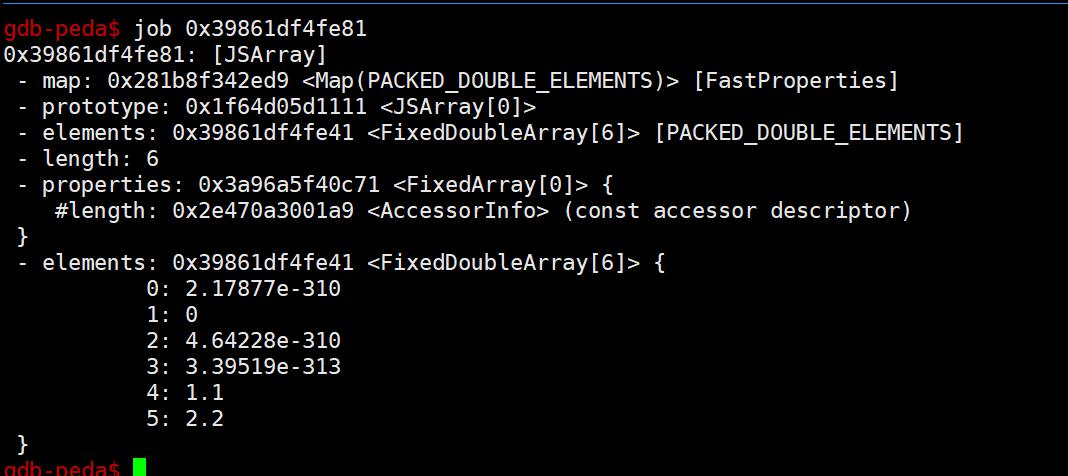 gdb-peda$ job 0x39861df4fe81
0x39861df4fe81: [JSArray]
 - map: 0x281b8f342ed9 <Map(PACKED_DOUBLE_ELEMENTS)> [FastProperties]
 - prototype: 0x1f64d05d1111 <JSArray[0]>
 - elements: 0x39861df4fe41 <FixedDoubleArray[6]> [PACKED_DOUBLE_ELEMENTS]
 - length: 6
 - properties: 0x3a96a5f40c71 <FixedArray[0]> {
    #length: 0x2e470a3001a9 <AccessorInfo> (const accessor descriptor)
 }
 - elements: 0x39861df4fe41 <FixedDoubleArray[6]> {
           0: 2.17877e-310
           1: 0
           2: 4.64228e-310
           3: 3.39519e-313
           4: 1.1
           5: 2.2
 }
gdb-peda$